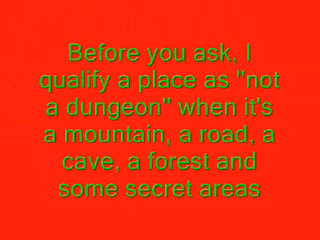 Before you ask, I
qualify a place as "not
a dungeon" when it's
a mountain, a road, a
cave, a forest and
some secret areas